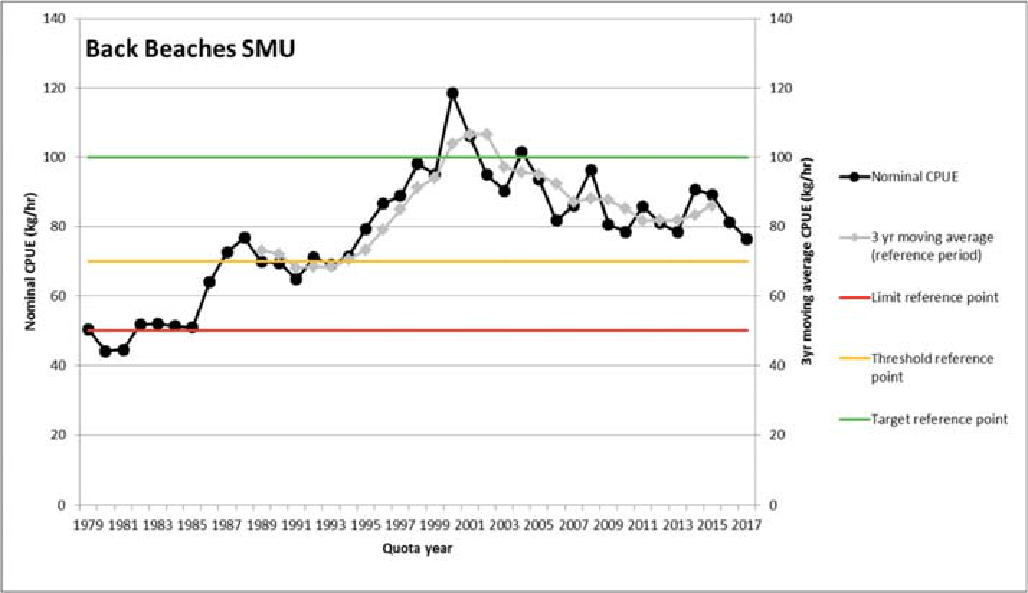 Back Beaches SMU
140
120
100
80
60
40
20
0
Nominal CPUE (kg/hr)
140
120
100
80
60
40
20
0
3yr moving average CPUE (kg/hr)
1979 1981 1983 1985 1987 1989 1991 1993 1995 1997 1999 2001 2003 2005 2007 2009 2011 2013 2015 2017
Quota year
Nominal CPUE
3 yr moving average
(reference period)
Limit reference point
Threshold reference
point
Target reference point